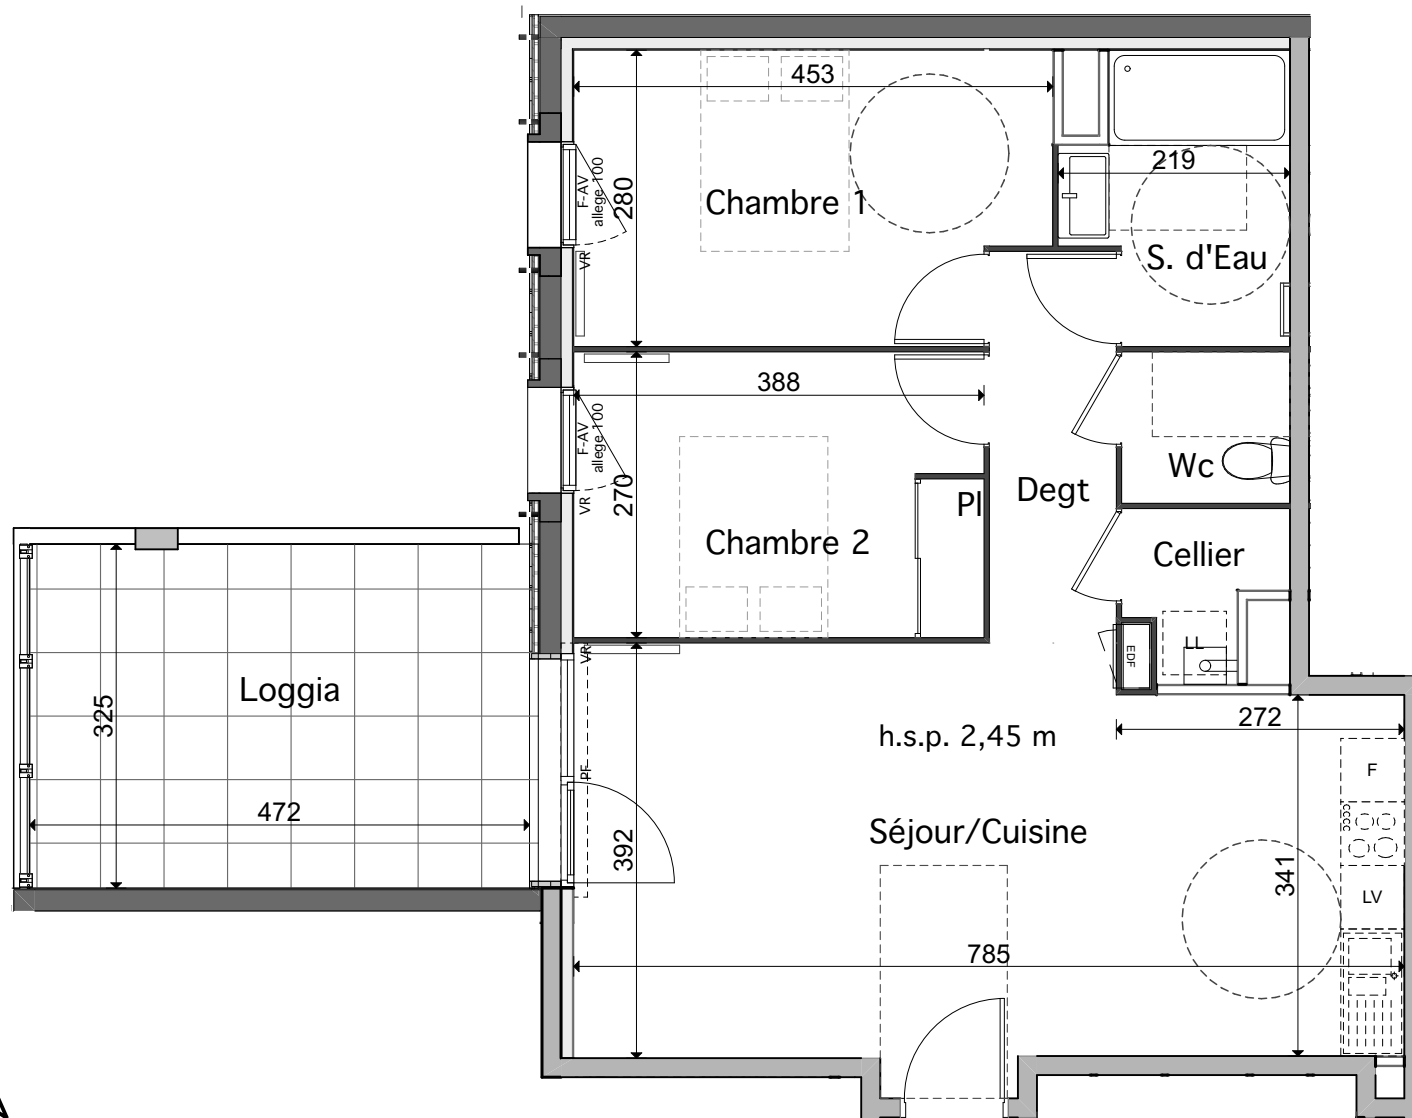 453
280
F-AV
allege 100
VR
Chambre 1
219
S. d'Eau
388
270
F-AV
allege 100
VR
Chambre 2
Pl
Degt
Wc
Cellier
LL
EDF
Loggia
325
472
VR
PF
392
h.s.p. 2,45 m
272
Séjour/Cuisine
341
785
F
CCCC
LV